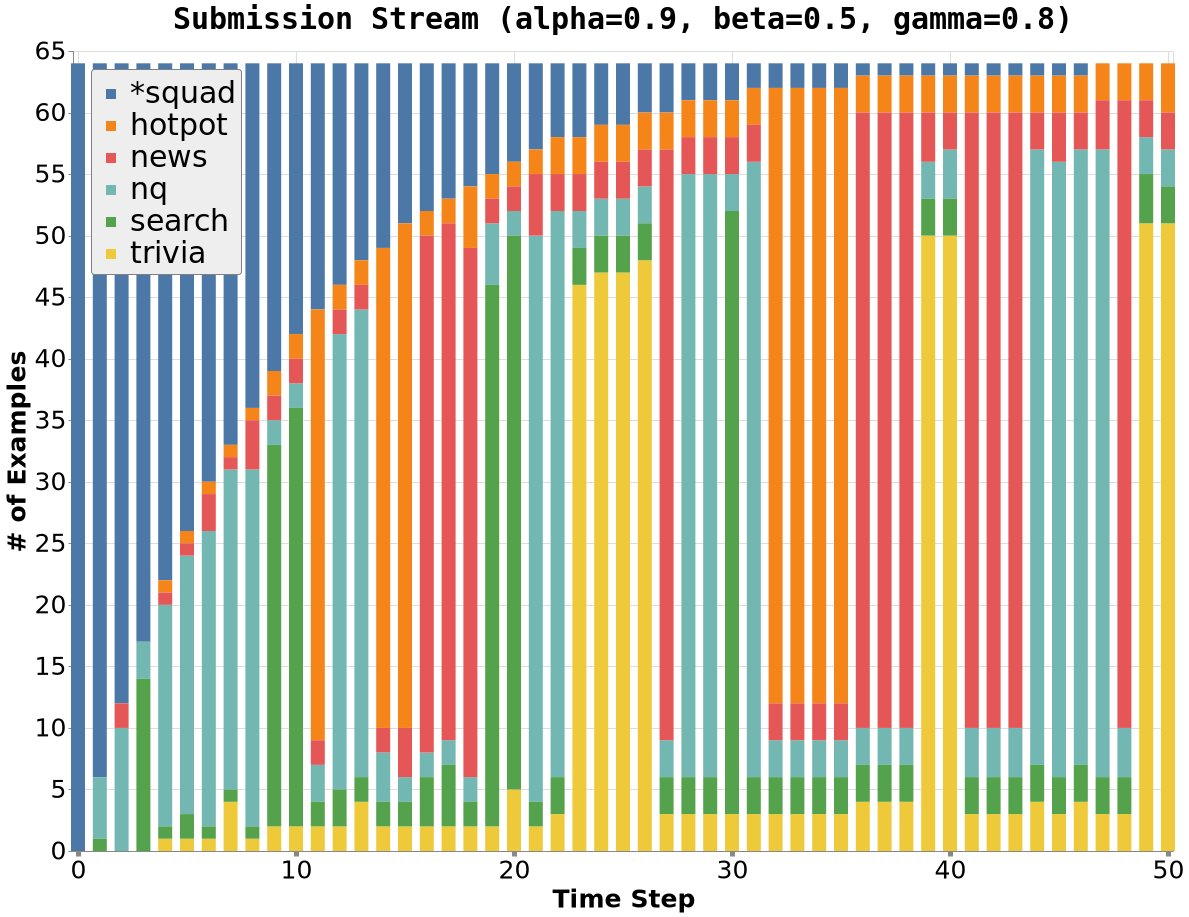 Submission Stream (alpha=0.9, beta=0.5, gamma=0.8)
# of Examples
65
60
55
50
45
40
35
30
25
20
15
10
5
0
*squad
hotpot
news
nq
search
trivia
0 10 20 30 40 50
Time Step